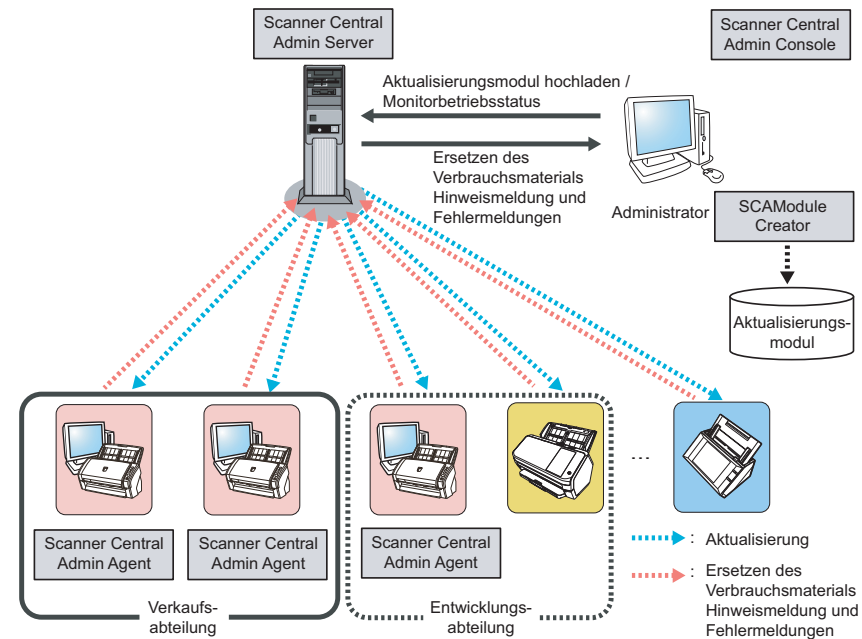 Scanner Central
Admin Server
Scanner Central
Admin Console
Aktualisierungsmodul hochladen /
Monitorbetriebsstatus
Ersetzen des
Verbrauchsmaterials
Hinweismeldung und
Fehlermeldungen
Administrator
SCAModule
Creator
Aktualisierungs-
modul
Scanner Central
Admin Agent
Scanner Central
Admin Agent
Scanner Central
Admin Agent
...
Verkaufs-
abteilung
Entwicklungs-
abteilung
: Aktualisierung
: Ersetzen des
Verbrauchsmaterials
Hinweismeldung und
Fehlermeldungen